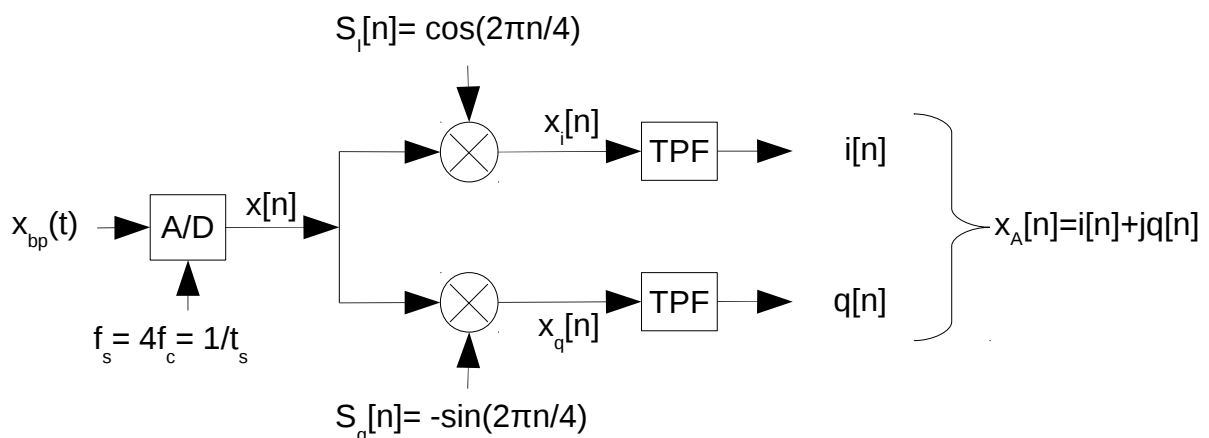 S_I[n]= cos(2πn/4)
x_i[n]
TPF
i[n]
x_bp(t)
A/D
x[n]
x_A[n]=i[n]+jq[n]
f_s= 4f_c= 1/t_s
x_q[n]
TPF
q[n]
S_q[n]= -sin(2πn/4)